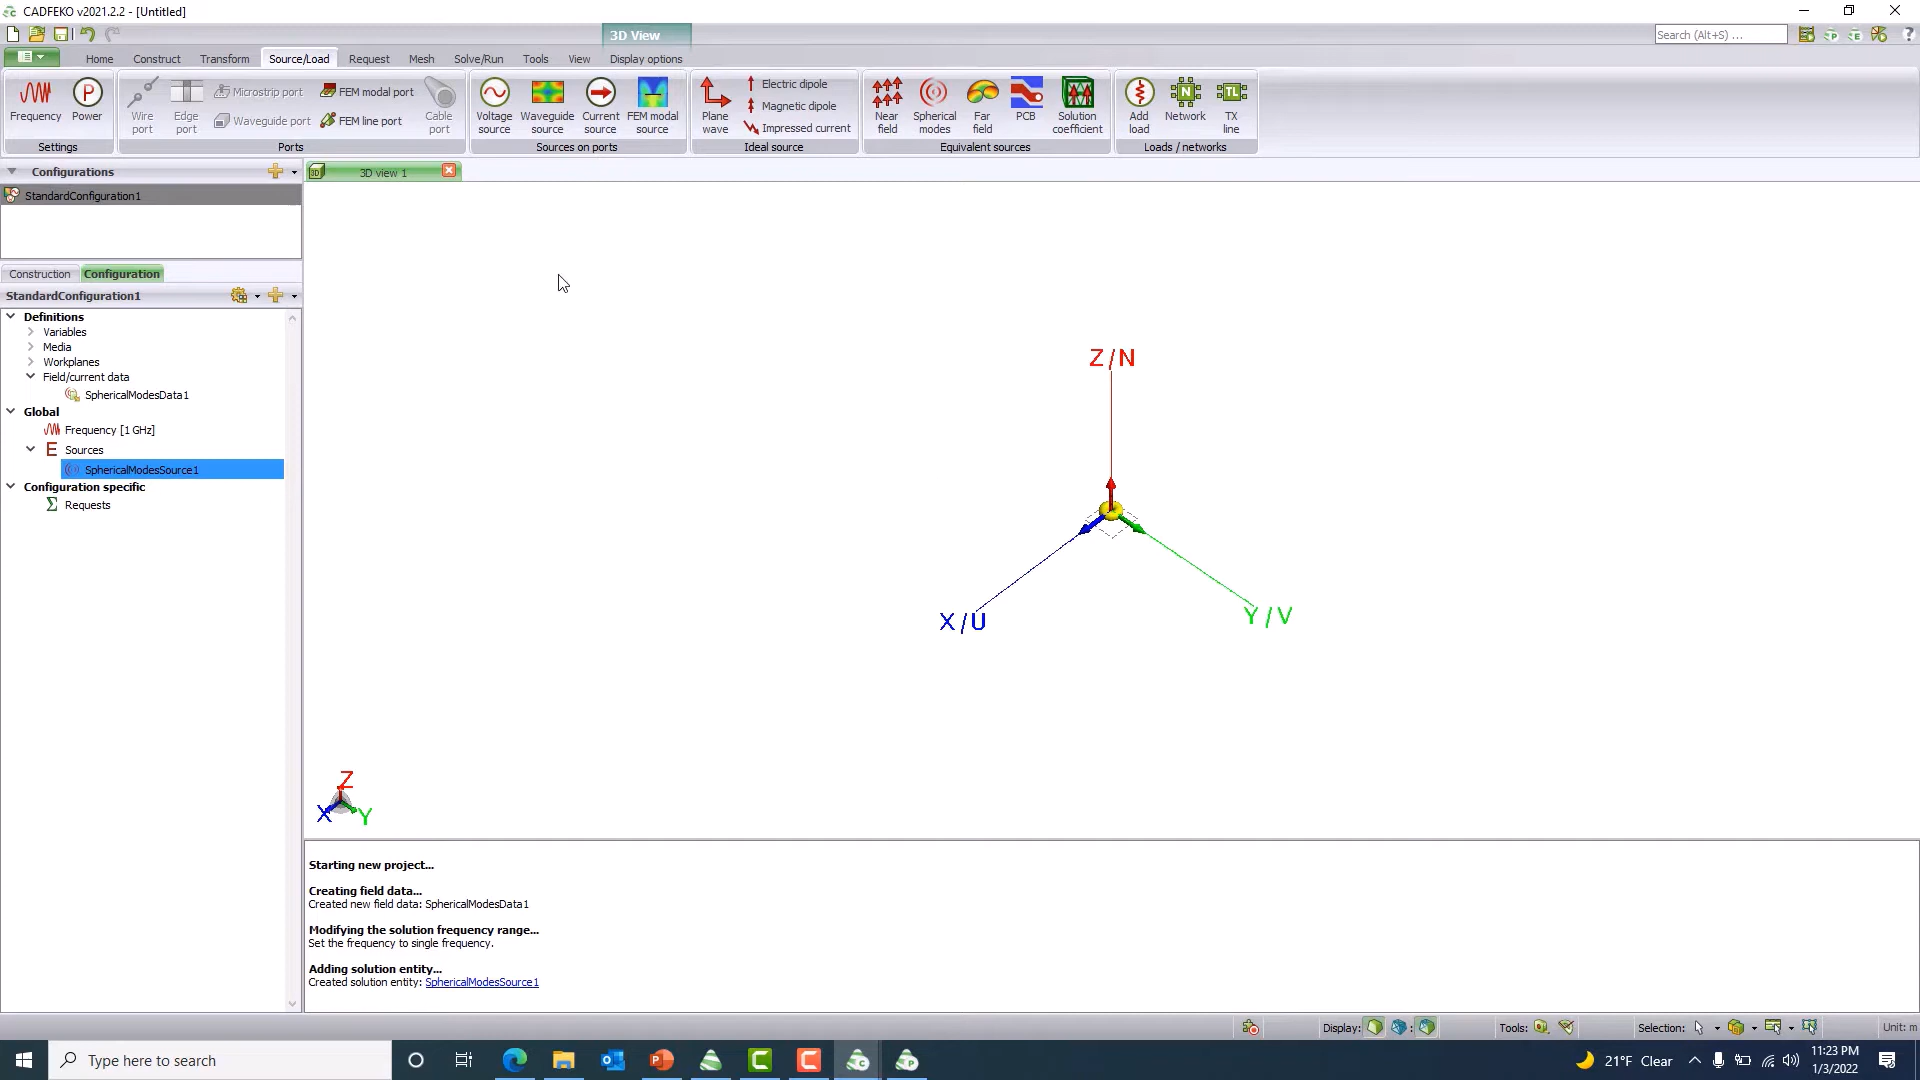 CADFEKO v2021.2.2 - [Untitled]
3D View
Search (Alt+S) ...
Home
Construct
Transform
Source/Load
Request
Mesh
Solve/Run
Tools
View
Display options
Frequency
Power
Settings
Wire port
Edge port
Microstrip port
Waveguide port
FEM modal port
FEM line port
Cable port
Ports
Voltage source
Waveguide source
Current source
FEM modal source
Sources on ports
Plane wave
Electric dipole
Magnetic dipole
Impressed current
Ideal source
Near field
Spherical modes
Far field
PCB
Solution coefficient
Equivalent sources
Add load
Network
TX line
Loads / networks
Configurations
StandardConfiguration1
3D view 1
Construction
Configuration
StandardConfiguration1
Definitions
Variables
Media
Workplanes
Field/current data
SphericalModesData1
Global
Frequency [1 GHz]
Sources
SphericalModesSource1
Configuration specific
Requests
Z/N
X/U
Y/V
Z
X
Y
Starting new project...
Creating field data...
Created new field data: SphericalModesData1
Modifying the solution frequency range...
Set the frequency to single frequency.
Adding solution entity...
Created solution entity: SphericalModesSource1
Display:
Tools:
Selection:
Unit: m
Type here to search
21°F Clear
11:23 PM
1/3/2022